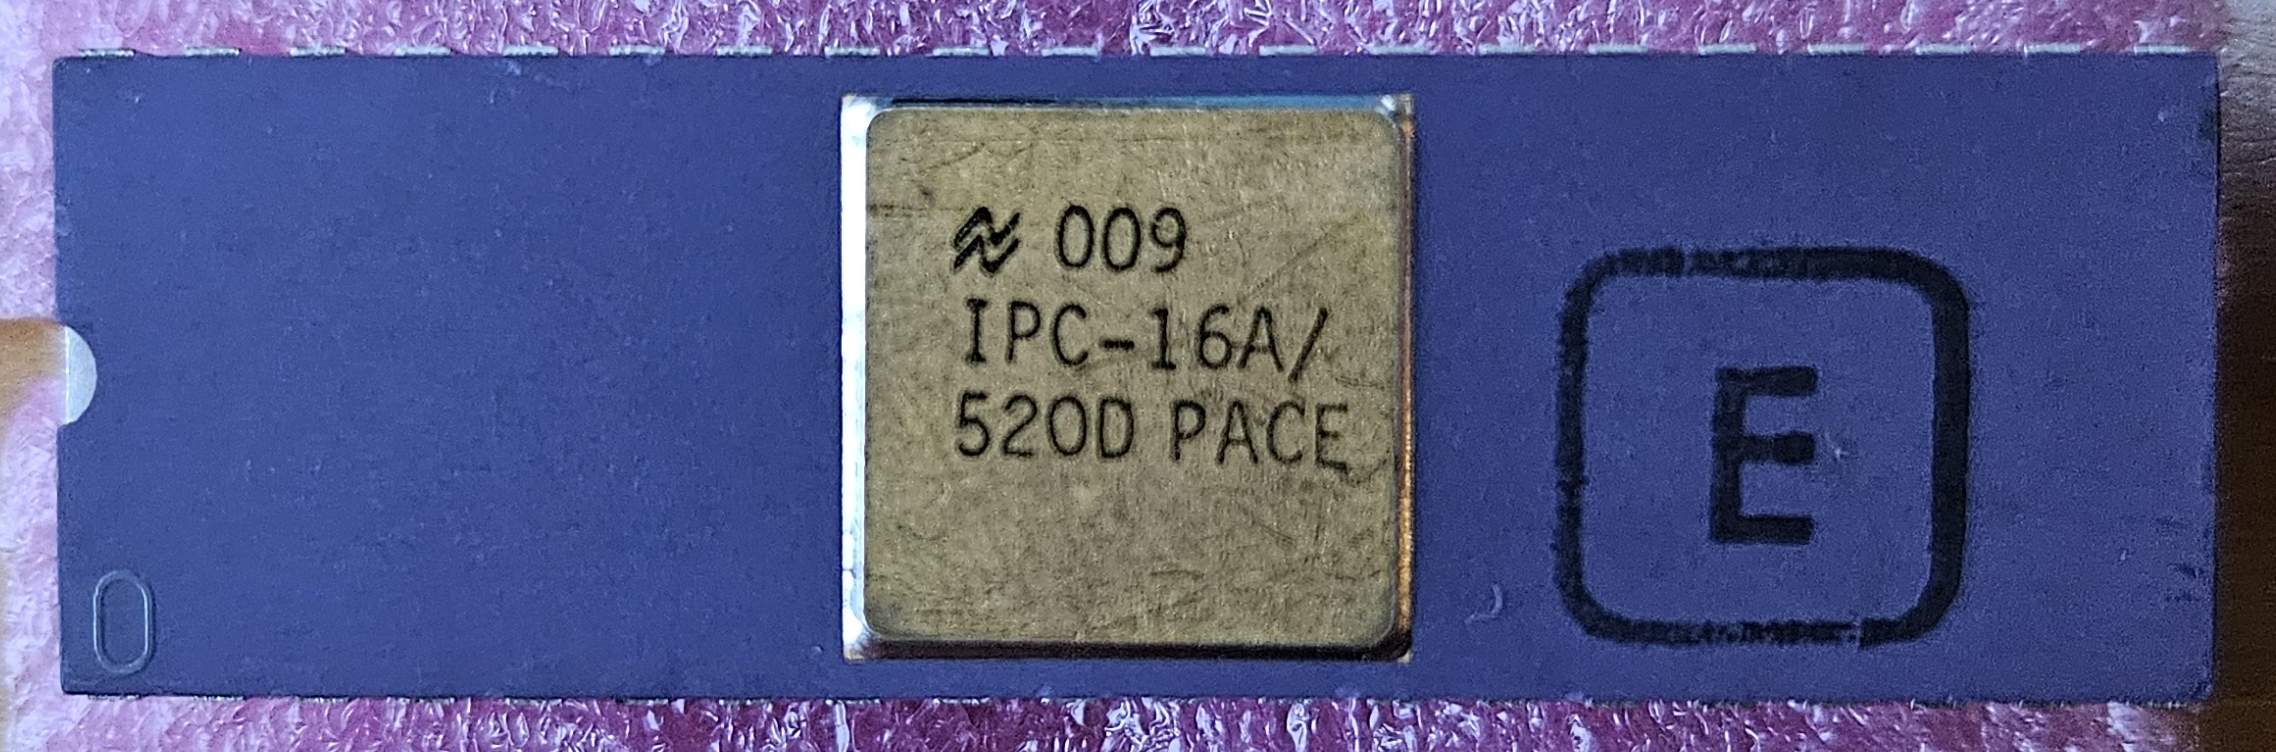 009
IPC-16A/
520D PACE
E